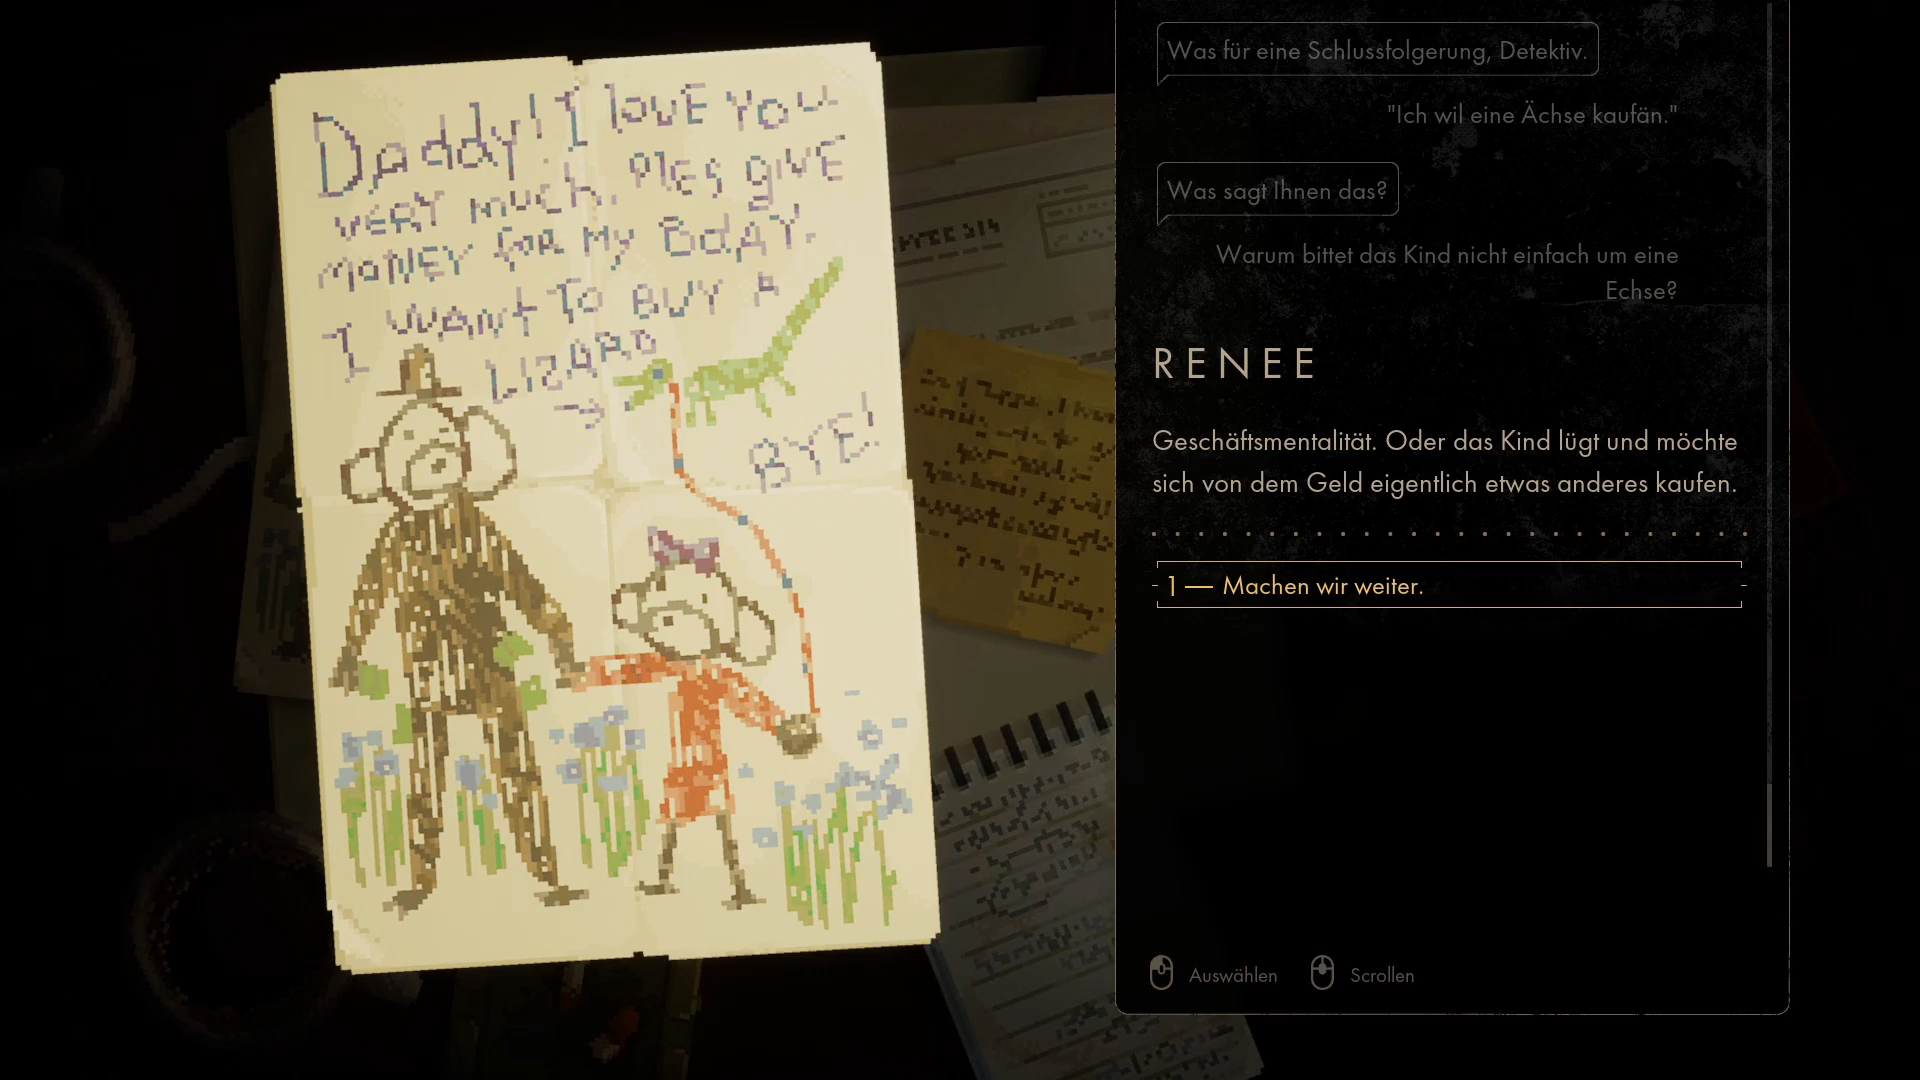 Daddy! I love you
very much. Ples give
money for my Bday.
I want to buy a
lizard
BYE!
Was für eine Schlussfolgerung, Detektiv.
"Ich wil eine Ächse kaufän."
Was sagt Ihnen das?
Warum bittet das Kind nicht einfach um eine
Echse?
RENEE
Geschäftsmentalität. Oder das Kind lügt und möchte
sich von dem Geld eigentlich etwas anderes kaufen.
1 — Machen wir weiter.
Auswählen
Scrollen